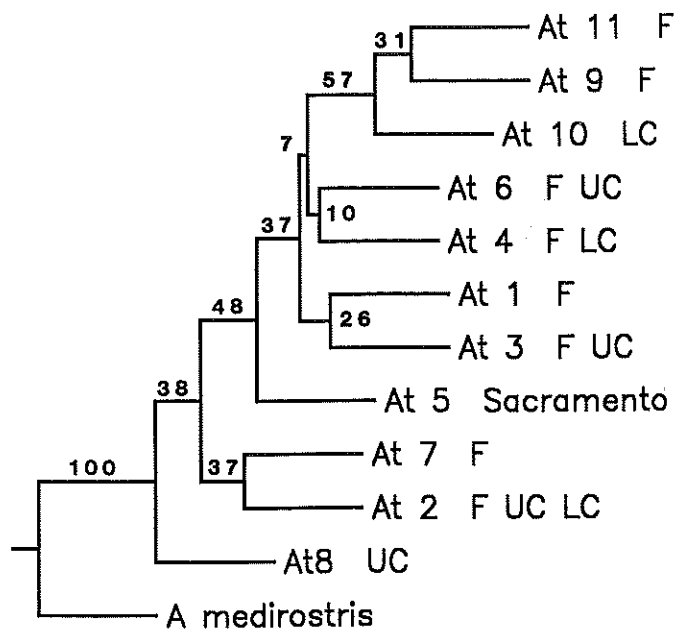 31
At 11 F
57
At 9 F
At 10 LC
7
At 6 F UC
10
37
At 4 F LC
At 1 F
48
26
At 3 F UC
38
At 5 Sacramento
100
37
At 7 F
At 2 F UC LC
At8 UC
A medirostris